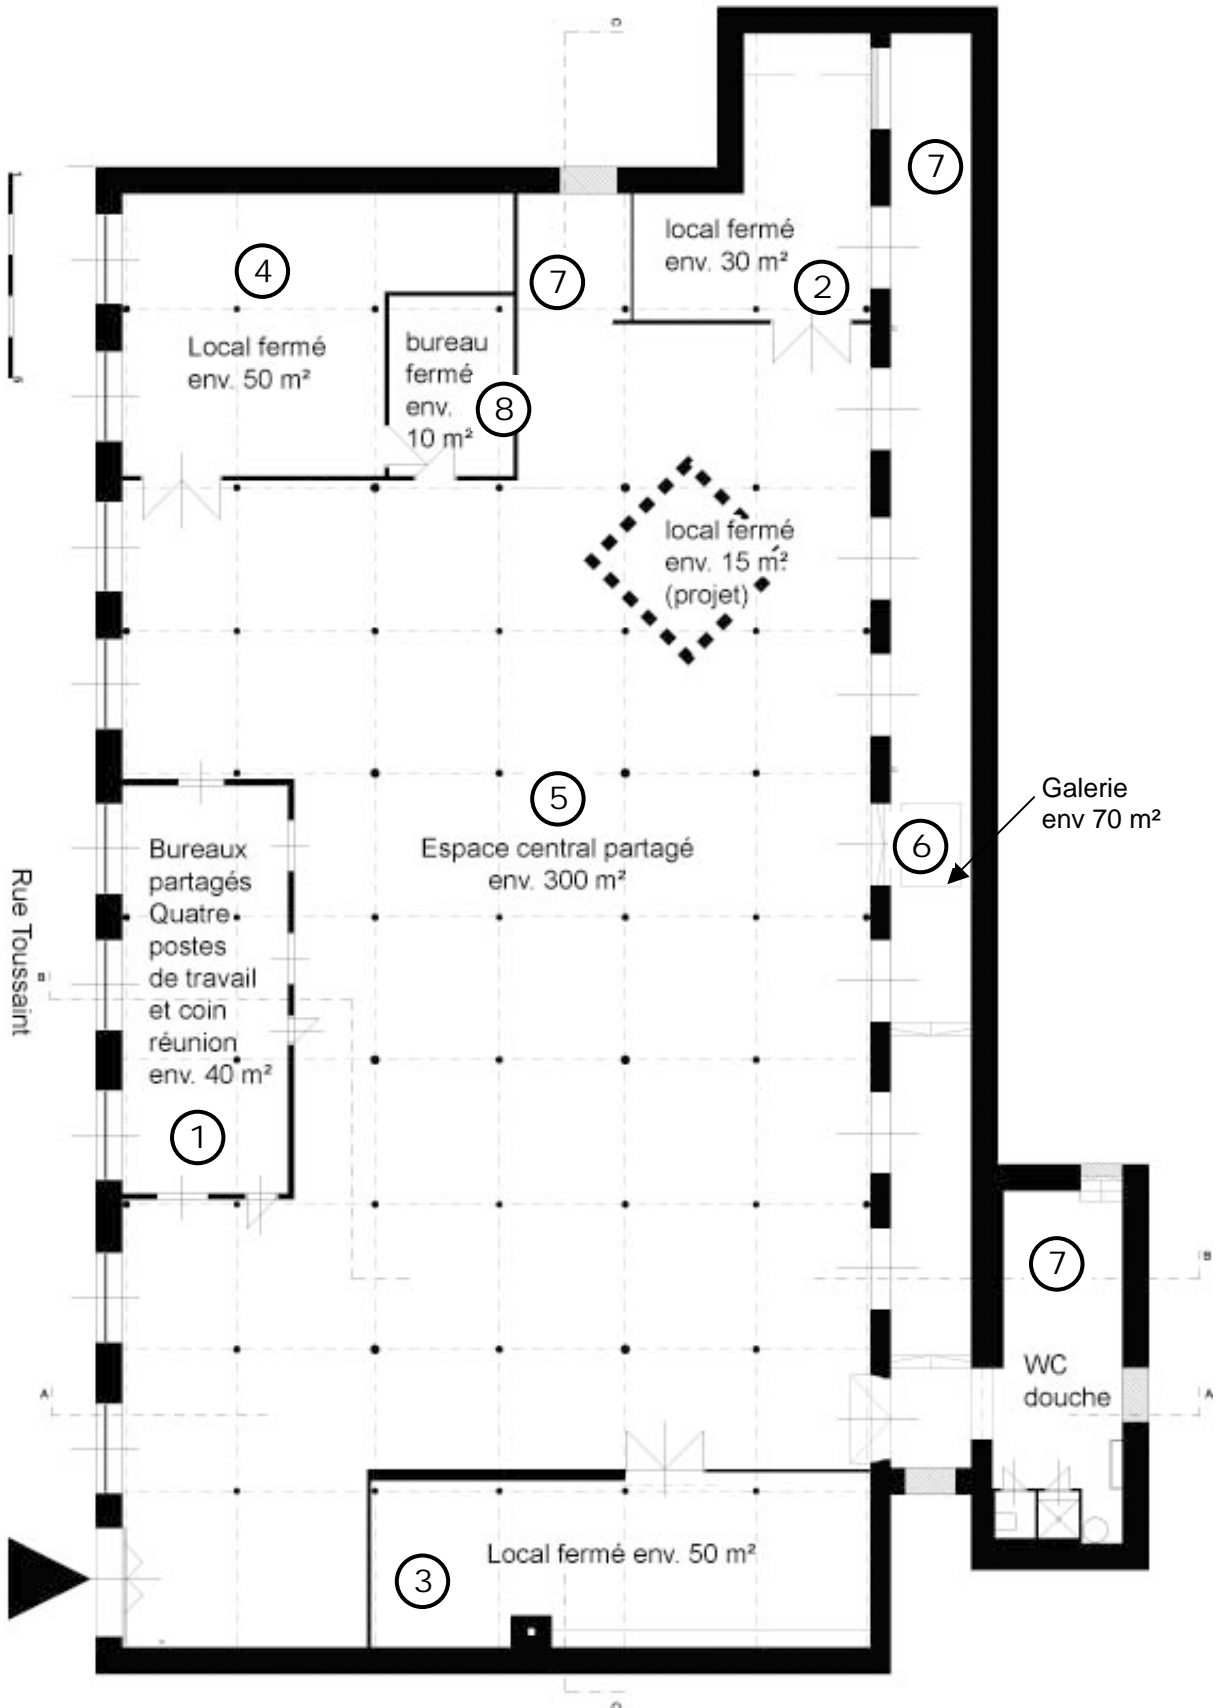 7
local fermé
env. 30 m²
2
4
7
Local fermé
env. 50 m²
bureau
fermé
env.
10 m²
8
local fermé
env. 15 m²
(projet)
5
Espace central partagé
env. 300 m²
Galerie
env 70 m²
6
Bureaux
partagés
Quatre
postes
de travail
et coin
réunion
env. 40 m²
1
Rue Toussaint
B
7
B
WC
douche
A
A
Local fermé env. 50 m²
3